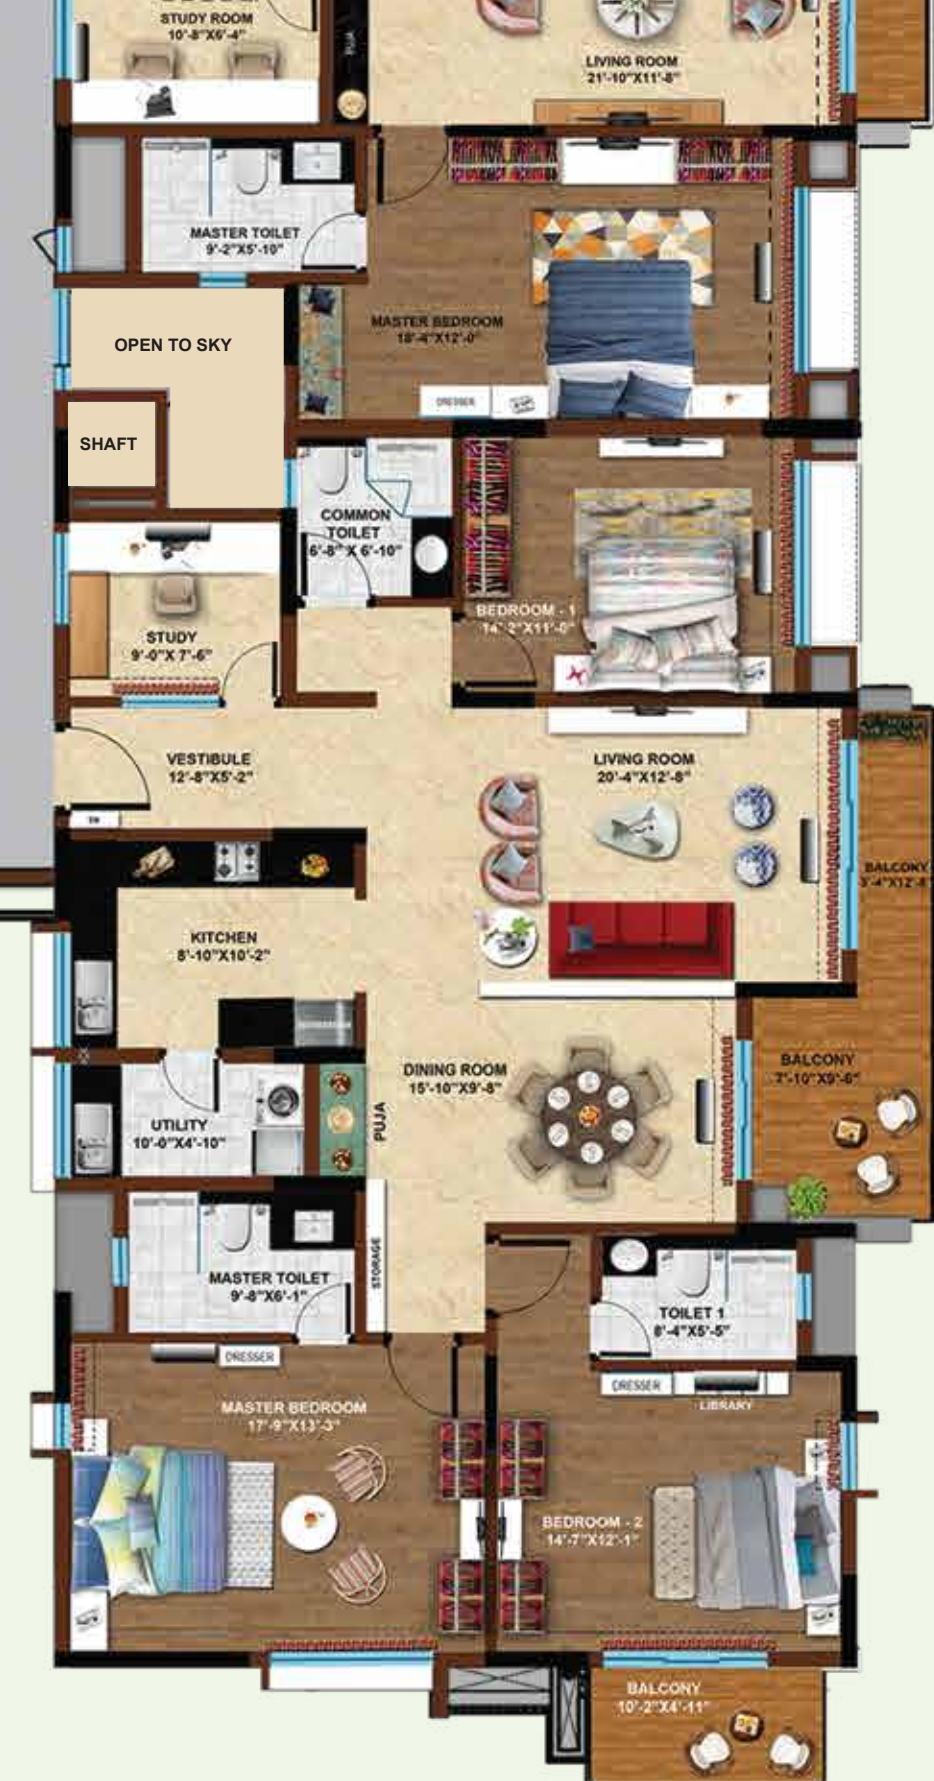 STUDY ROOM
10'-8"X6'-4"
PUJA
LIVING ROOM
21'-10"X11'-8"
MASTER TOILET
9'-2"X5'-10"
MASTER BEDROOM
18'-4"X12'-0"
OPEN TO SKY
DRESSER
SHAFT
COMMON
TOILET
6'-8" X 6'-10"
BEDROOM - 1
14'-2"X11'-0"
STUDY
9'-0"X 7'-6"
VESTIBULE
12'-8"X5'-2"
LIVING ROOM
20'-4"X12'-8"
BALCONY
KITCHEN
8'-10"X10'-2"
DINING ROOM
15'-10"X9'-8"
BALCONY
7'-10"X9'-6"
UTILITY
10'-0"X4'-10"
PUJA
STORAGE
MASTER TOILET
9'-8"X6'-1"
TOILET 1
8'-4"X5'-5"
DRESSER
DRESSER
LIBRARY
MASTER BEDROOM
17'-9"X13'-3"
BEDROOM - 2
14'-7"X12'-1"
BALCONY
10'-2"X4'-11"